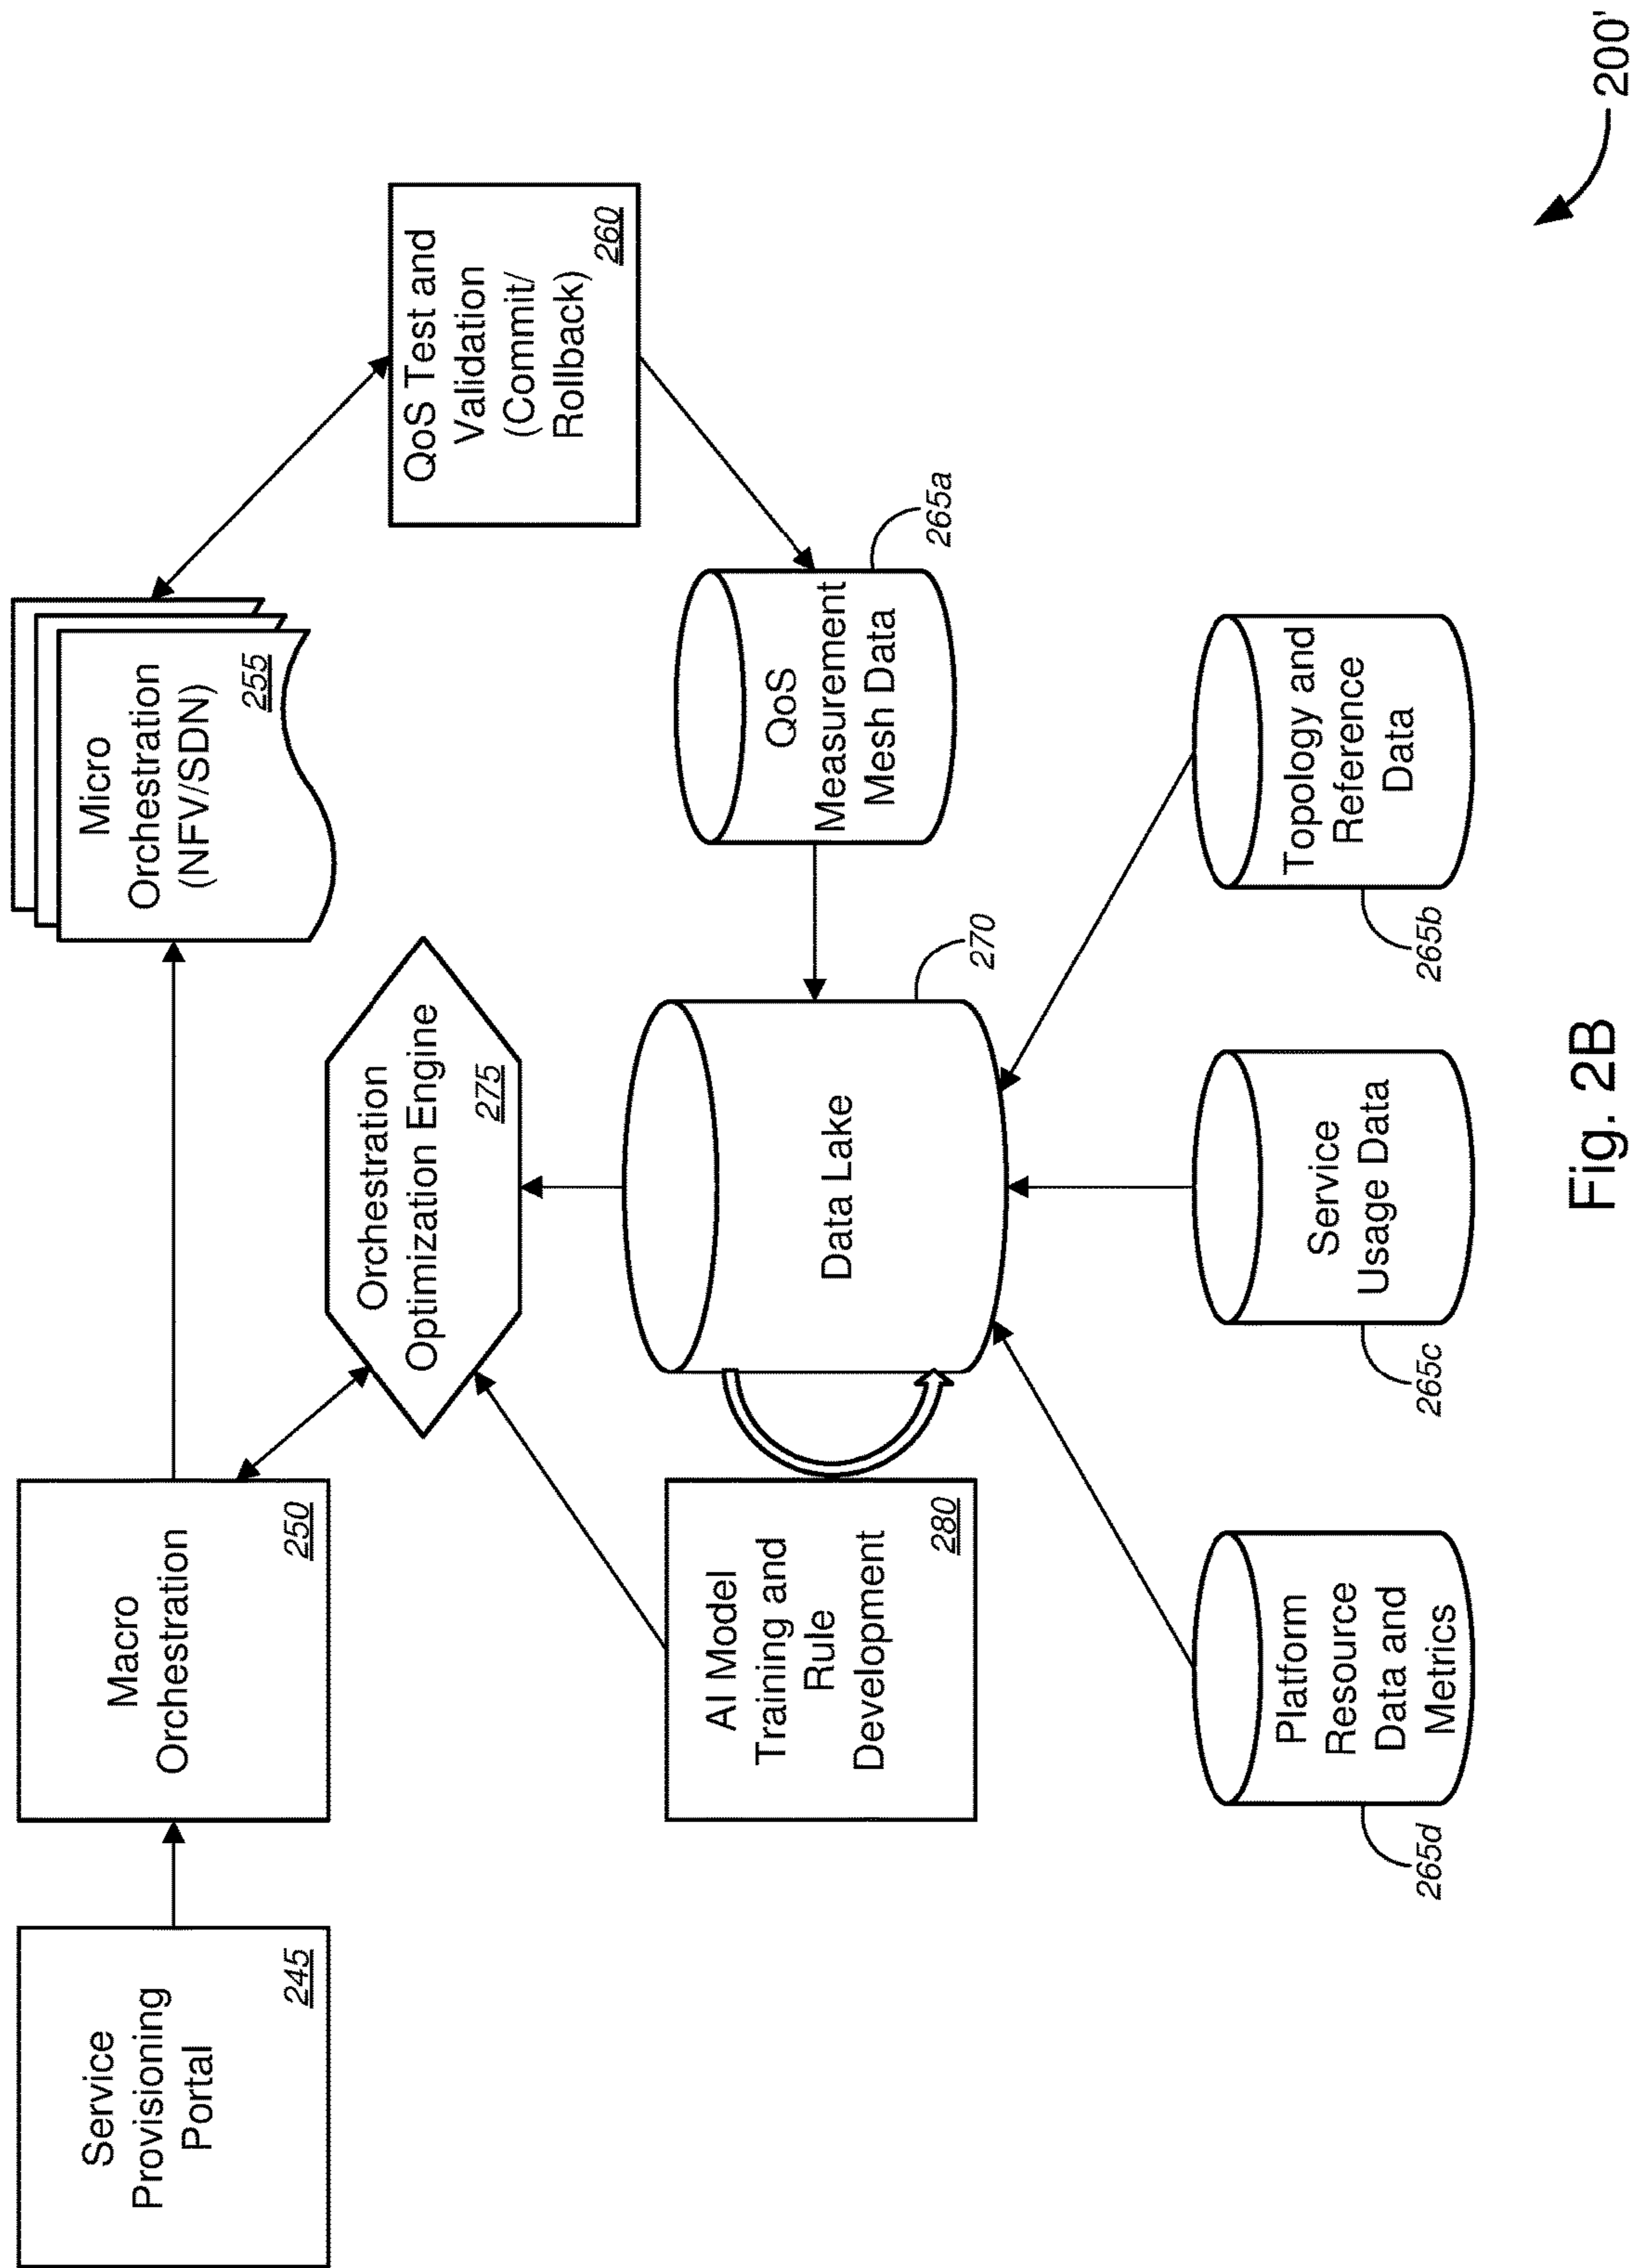 Service
Provisioning
Portal
245
Macro
Orchestration
250
Micro
Orchestration
(NFV/SDN)
255
Orchestration
Optimization Engine
275
QoS Test and
Validation
(Commit/
Rollback)
260
AI Model
Training and
Rule
Development
280
Data Lake
270
QoS
Measurement
Mesh Data
265a
Platform
Resource
Data and
Metrics
265d
Service
Usage Data
265c
Topology and
Reference
Data
265b
Fig. 2B
200'